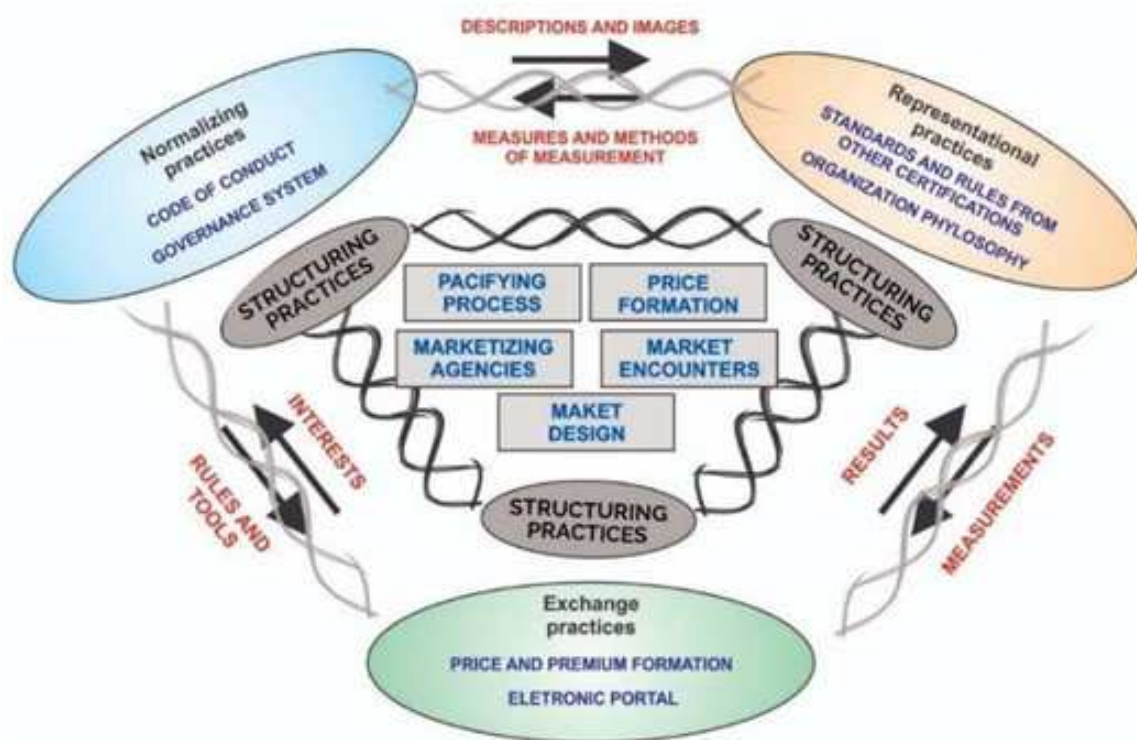 DESCRIPTIONS AND IMAGES
MEASURES AND METHODS
OF MEASUREMENT
Normalizing
practices
CODE OF CONDUCT
GOVERNANCE SYSTEM
Representational
practices
STANDARDS AND RULES FROM
OTHER CERTIFICATIONS
ORGANIZATION PHYLOSOPHY
STRUCTURING
PRACTICES
STRUCTURING
PRACTICES
PACIFYING
PROCESS
PRICE
FORMATION
MARKETIZING
AGENCIES
MARKET
ENCOUNTERS
MAKET
DESIGN
INTERESTS
RULES AND
TOOLS
RESULTS
MEASUREMENTS
STRUCTURING
PRACTICES
Exchange
practices
PRICE AND PREMIUM FORMATION
ELETRONIC PORTAL